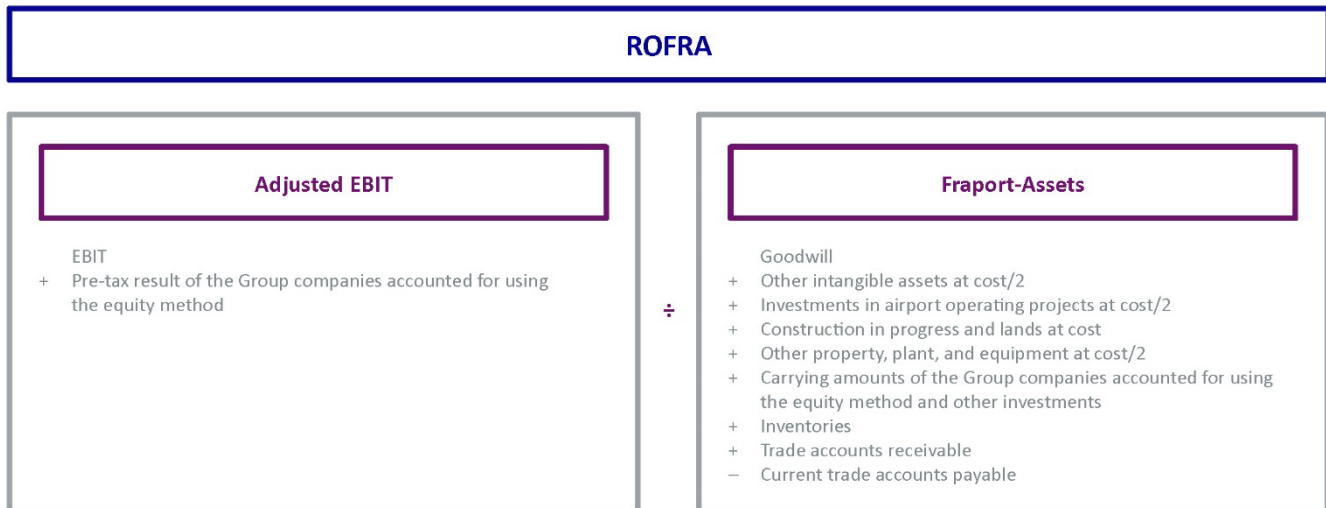 ROFRA
Adjusted EBIT
EBIT
+ Pre-tax result of the Group companies accounted for using
the equity method
÷
Fraport-Assets
Goodwill
+ Other intangible assets at cost/2
+ Investments in airport operating projects at cost/2
+ Construction in progress and lands at cost
+ Other property, plant, and equipment at cost/2
+ Carrying amounts of the Group companies accounted for using
the equity method and other investments
+ Inventories
+ Trade accounts receivable
– Current trade accounts payable